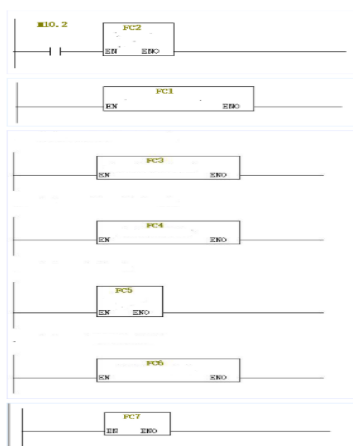 M10.2
FC2
EN ENO
FC1
EN ENO
FC3
EN ENO
FC4
EN ENO
FC5
EN ENO
FC6
EN ENO
FC7
EN ENO